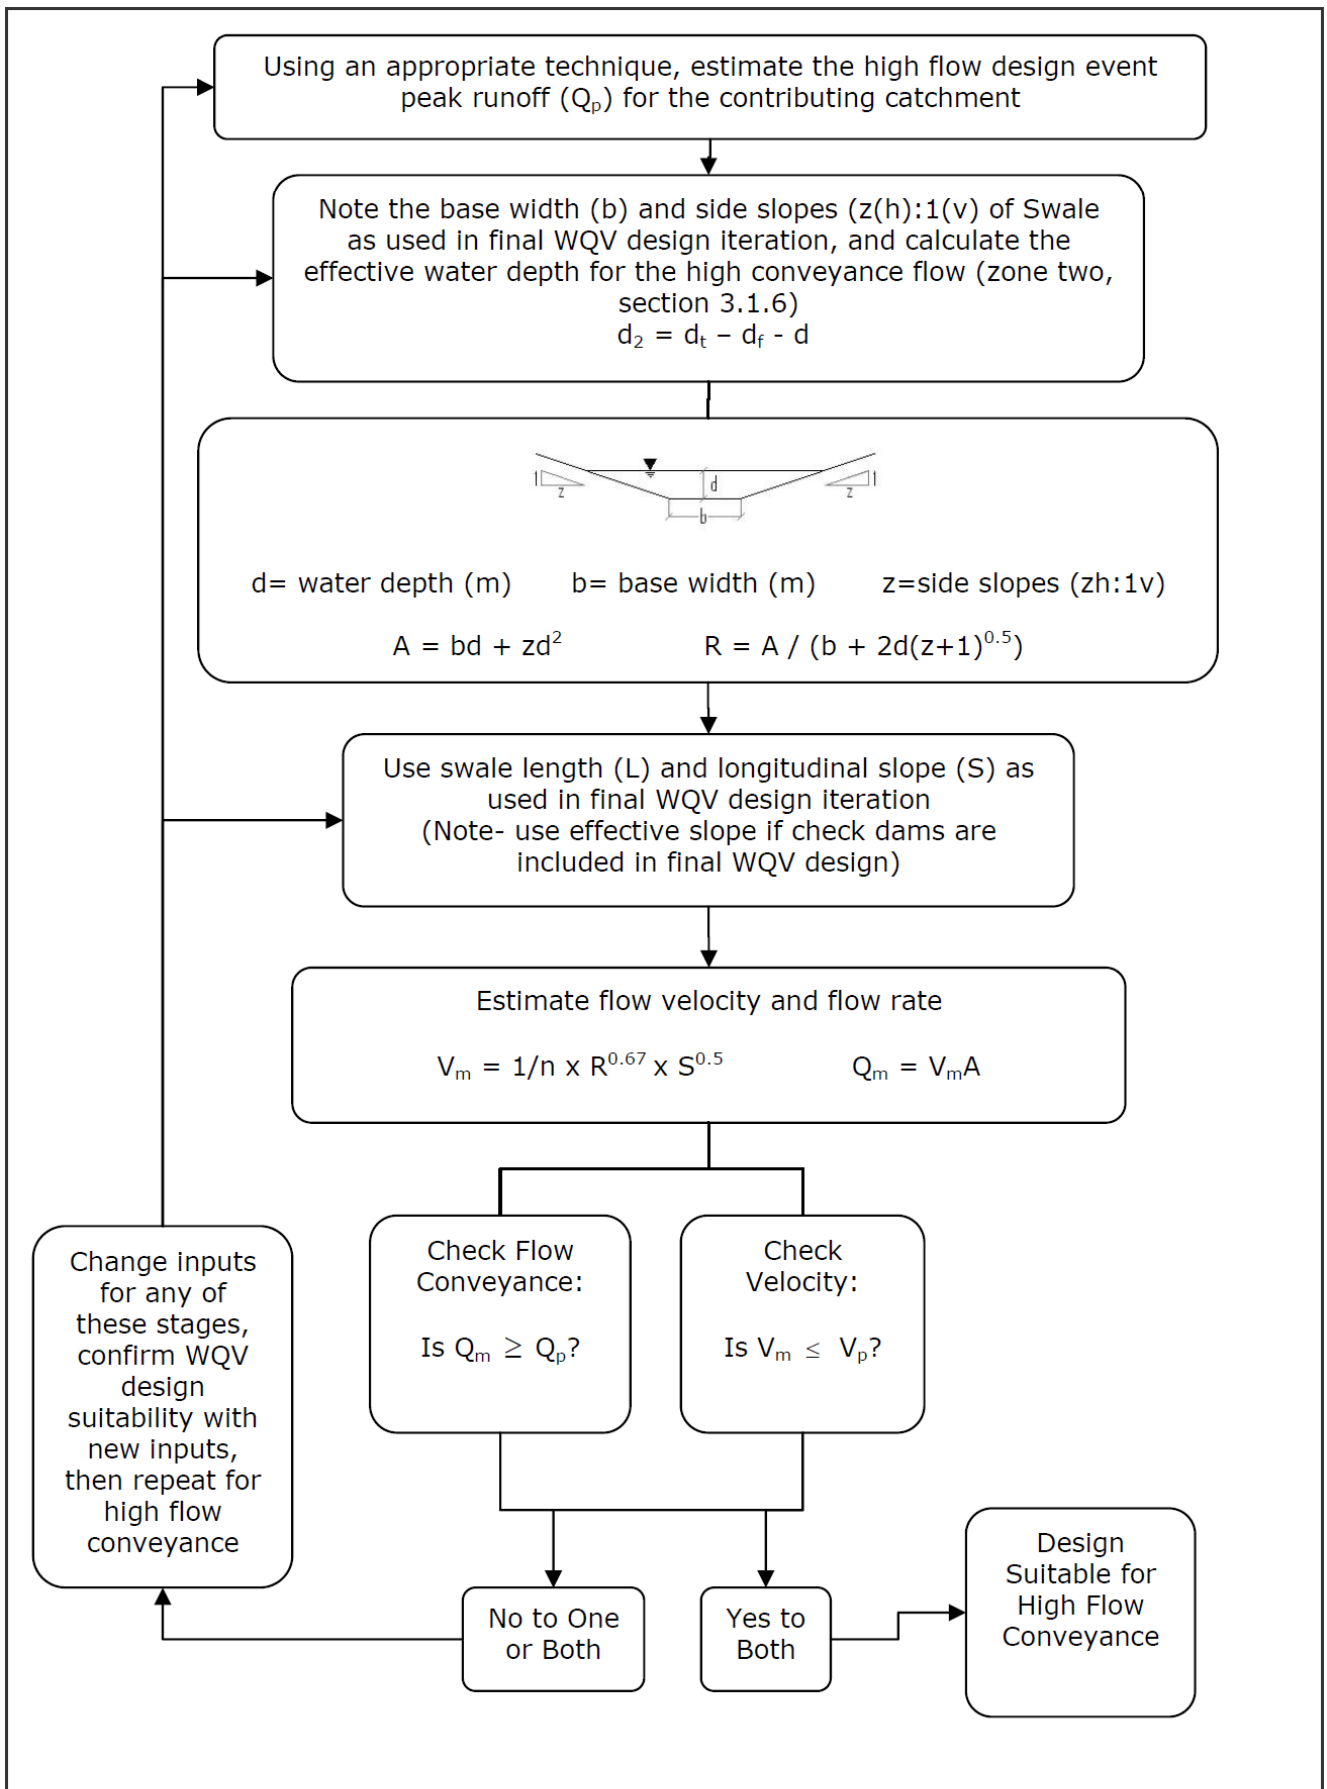 Using an appropriate technique, estimate the high flow design event
peak runoff (Qp) for the contributing catchment
Note the base width (b) and side slopes (z(h):1(v) of Swale
as used in final WQV design iteration, and calculate the
effective water depth for the high conveyance flow (zone two,
section 3.1.6)
d2 = dt – df - d
1 z d b z 1
d= water depth (m) b= base width (m) z=side slopes (zh:1v)
A = bd + zd2 R = A / (b + 2d(z+1)0.5)
Use swale length (L) and longitudinal slope (S) as
used in final WQV design iteration
(Note- use effective slope if check dams are
included in final WQV design)
Estimate flow velocity and flow rate
Vm = 1/n x R0.67 x S0.5 Qm = VmA
Change inputs
for any of
these stages,
confirm WQV
design
suitability with
new inputs,
then repeat for
high flow
conveyance
Check Flow
Conveyance:
Is Qm ≥ Qp?
Check
Velocity:
Is Vm ≤ Vp?
No to One
or Both
Yes to
Both
Design
Suitable for
High Flow
Conveyance